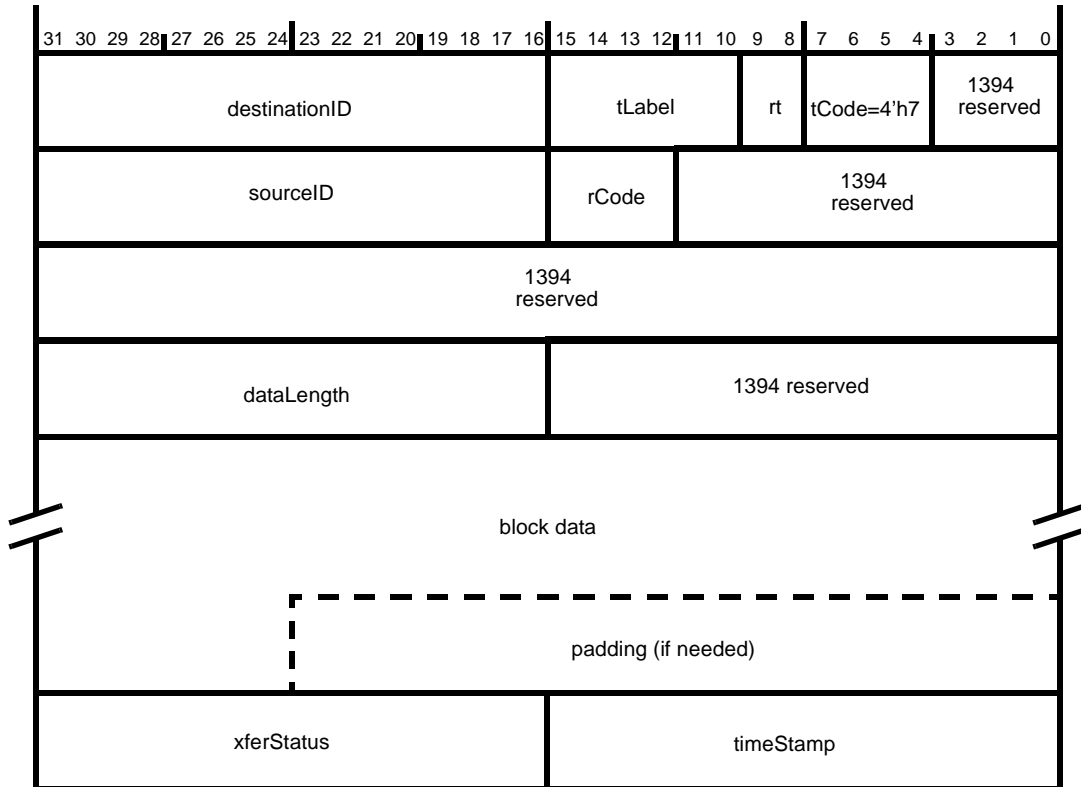 31 30 29 28 27 26 25 24 23 22 21 20 19 18 17 16 15 14 13 12 11 10 9 8 7 6 5 4 3 2 1 0
destinationID tLabel rt tCode=4'h7 1394
reserved
sourceID rCode 1394
reserved
1394
reserved
dataLength 1394 reserved
block data
padding (if needed)
xferStatus timeStamp